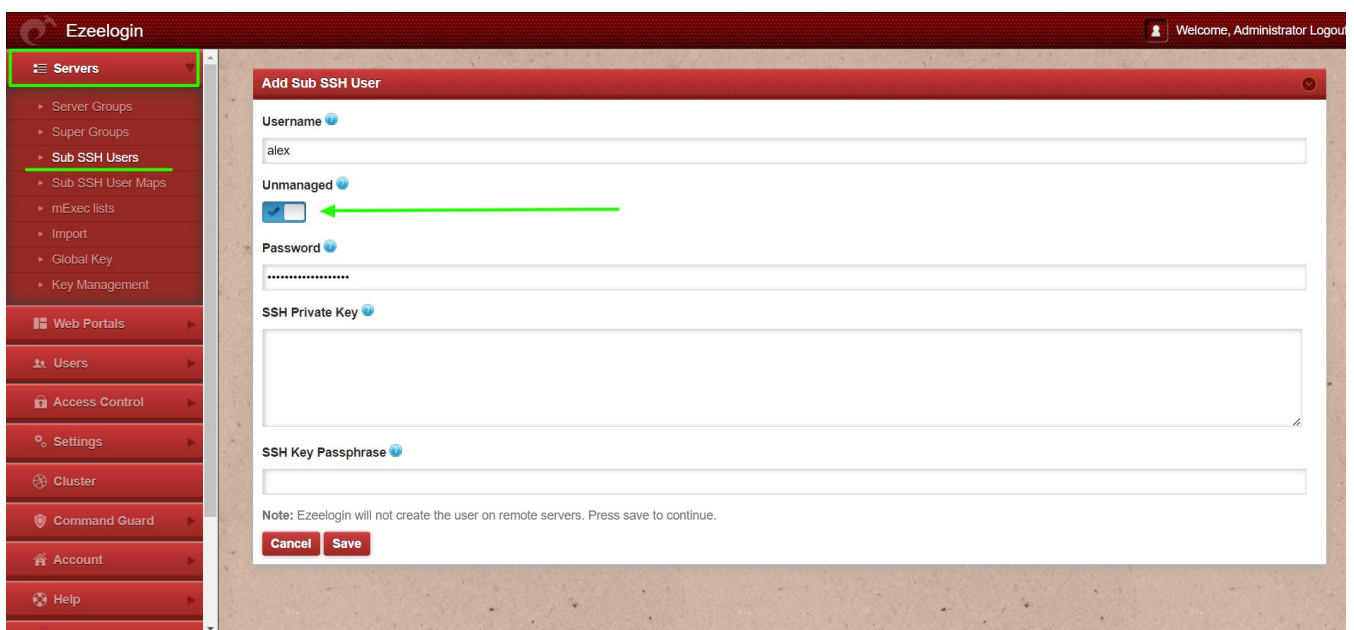 Ezeelogin
Welcome, Administrator Logout
Servers
Server Groups
Super Groups
Sub SSH Users
Sub SSH User Maps
mExec lists
Import
Global Key
Key Management
Web Portals
Users
Access Control
Settings
Cluster
Command Guard
Account
Help
Add Sub SSH User
Username
alex
Unmanaged
Password
•••••••••••••••••••
SSH Private Key
SSH Key Passphrase
Note: Ezeelogin will not create the user on remote servers. Press save to continue.
Cancel Save